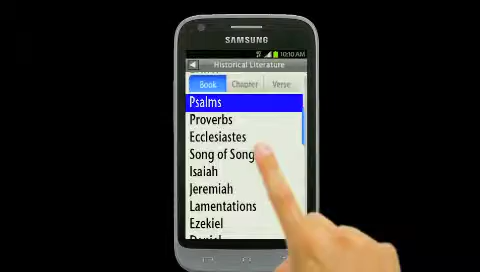 SAMSUNG
10:10 AM
Historical Literature
Book Chapter Verse
Psalms
Proverbs
Ecclesiastes
Song of Song
Isaiah
Jeremiah
Lamentations
Ezekiel
Daniel